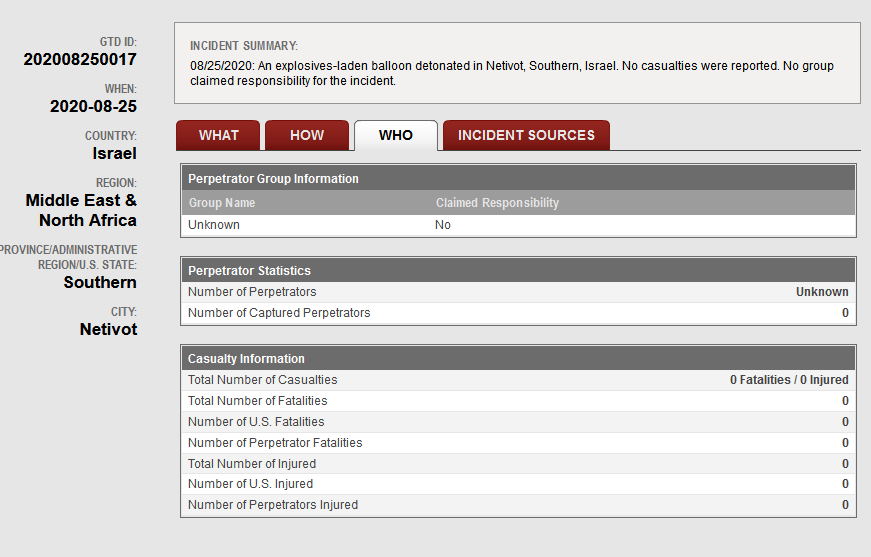 GTD ID:
202008250017
WHEN:
2020-08-25
COUNTRY:
Israel
REGION:
Middle East &
North Africa
PROVINCE/ADMINISTRATIVE
REGION/U.S. STATE:
Southern
CITY:
Netivot
INCIDENT SUMMARY:
08/25/2020: An explosives-laden balloon detonated in Netivot, Southern, Israel. No casualties were reported. No group
claimed responsibility for the incident.
WHAT HOW WHO INCIDENT SOURCES
Perpetrator Group Information
Group Name Claimed Responsibility
Unknown No
Perpetrator Statistics
Number of Perpetrators Unknown
Number of Captured Perpetrators 0
Casualty Information
Total Number of Casualties 0 Fatalities / 0 Injured
Total Number of Fatalities 0
Number of U.S. Fatalities 0
Number of Perpetrator Fatalities 0
Total Number of Injured 0
Number of U.S. Injured 0
Number of Perpetrators Injured 0